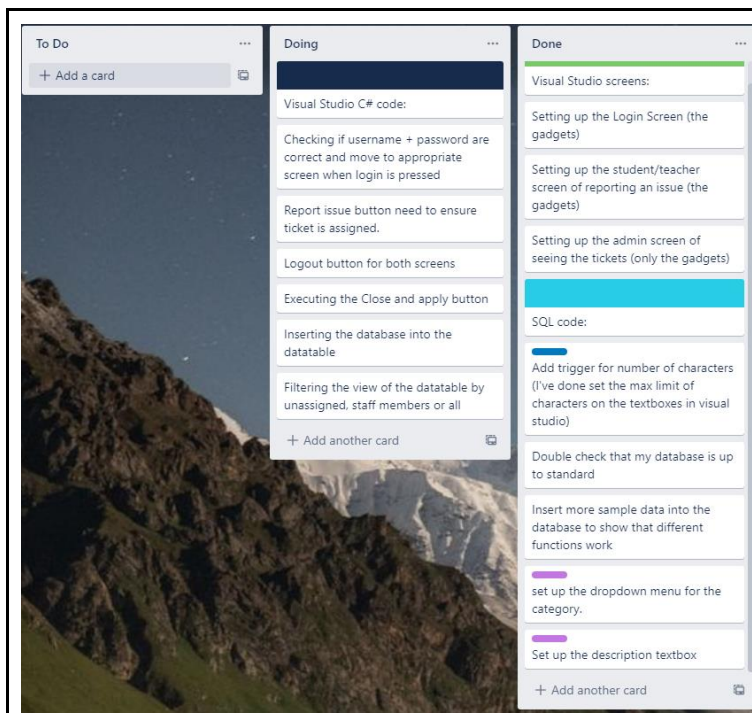 To Do
+ Add a card
Doing
Visual Studio C# code:
Checking if username + password are
correct and move to appropriate
screen when login is pressed
Report issue button need to ensure
ticket is assigned.
Logout button for both screens
Executing the Close and apply button
Inserting the database into the
datatable
Filtering the view of the datatable by
unassigned, staff members or all
+ Add another card
Done
Visual Studio screens:
Setting up the Login Screen (the
gadgets)
Setting up the student/teacher
screen of reporting an issue (the
gadgets)
Setting up the admin screen of
seeing the tickets (only the gadgets)
SQL code:
Add trigger for number of characters
(I've done set the max limit of
characters on the textboxes in visual
studio)
Double check that my database is up
to standard
Insert more sample data into the
database to show that different
functions work
set up the dropdown menu for the
category.
Set up the description textbox
+ Add another card